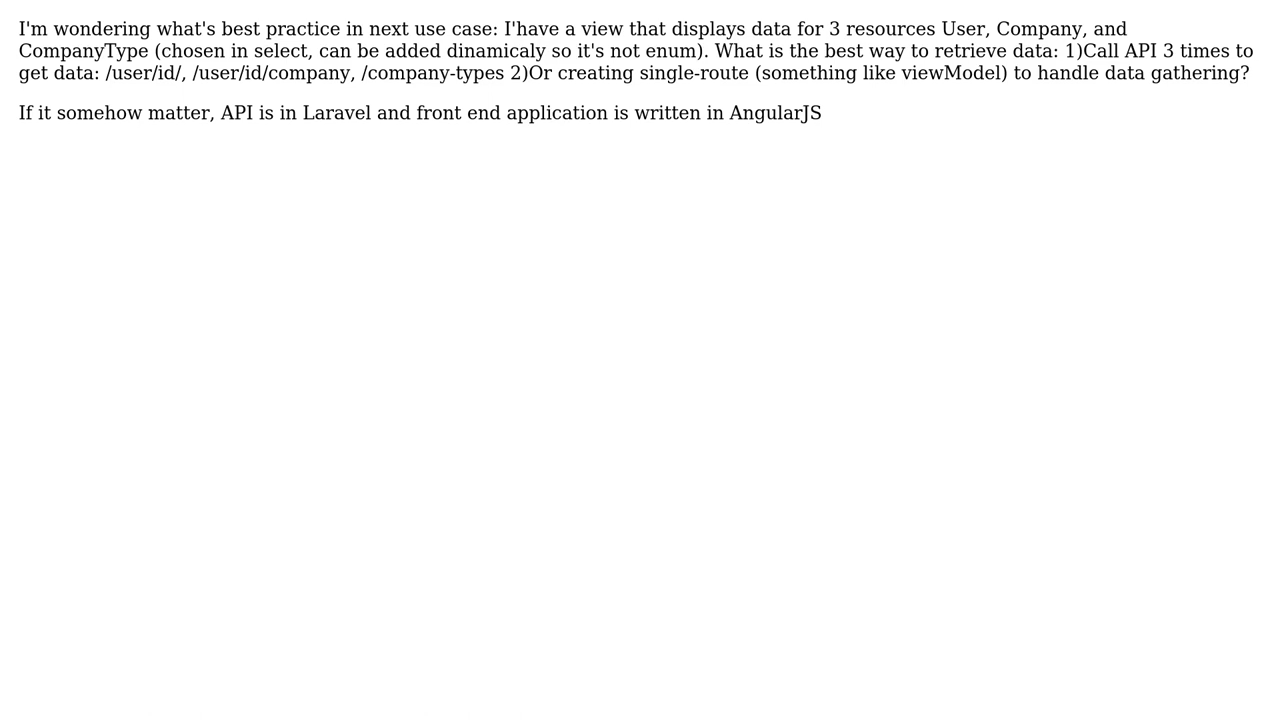 I'm wondering what's best practice in next use case: I'have a view that displays data for 3 resources User, Company, and
CompanyType (chosen in select, can be added dinamicaly so it's not enum). What is the best way to retrieve data: 1)Call API 3 times to
get data: /user/id/, /user/id/company, /company-types 2)Or creating single-route (something like viewModel) to handle data gathering?
If it somehow matter, API is in Laravel and front end application is written in AngularJS